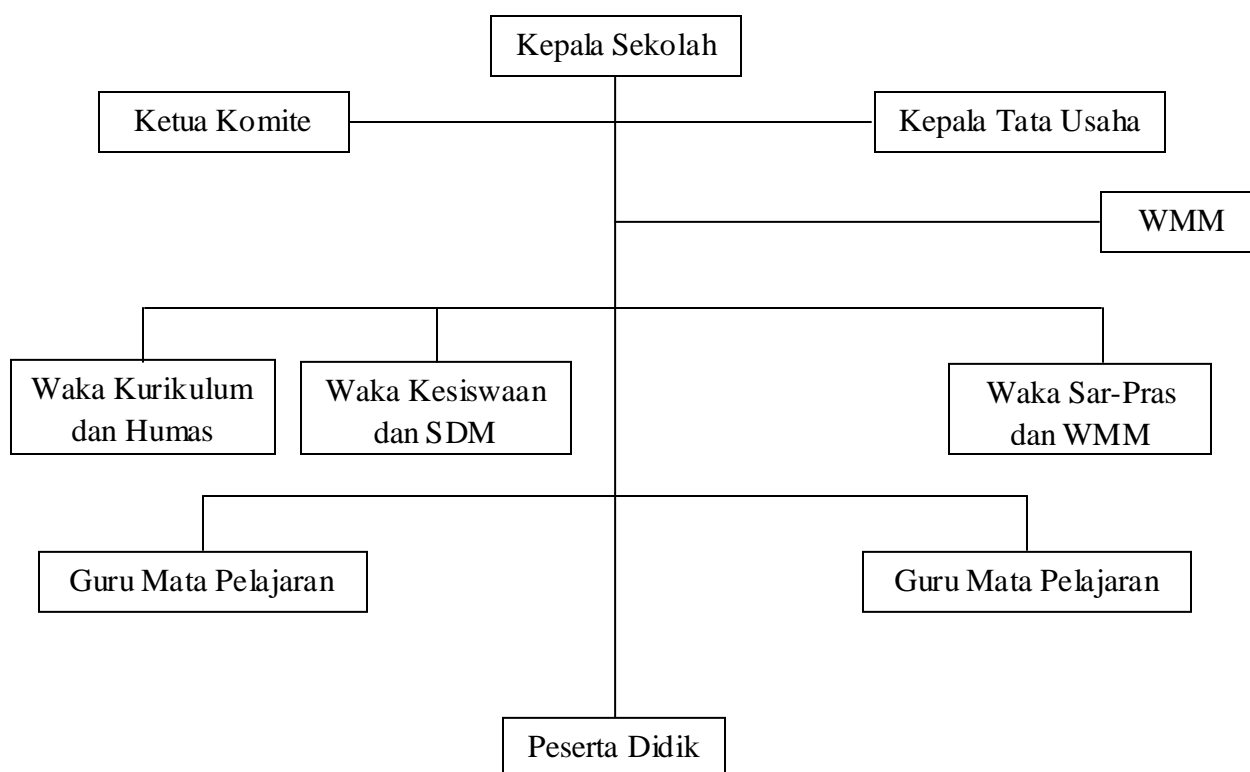 Kepala Sekolah
Ketua Komite
Kepala Tata Usaha
WMM
Waka Kurikulum
dan Humas
Waka Kesiswaan
dan SDM
Waka Sar-Pras
dan WMM
Guru Mata Pelajaran
Guru Mata Pelajaran
Peserta Didik